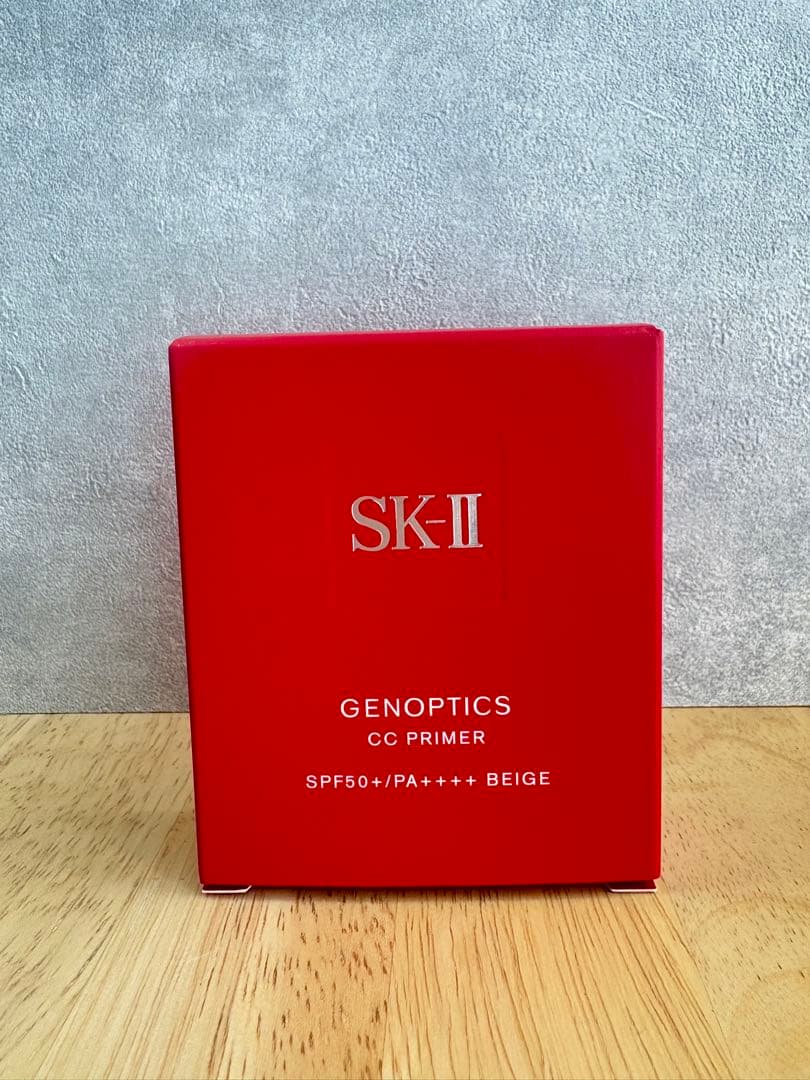 SK-II
GENOPTICS
CC PRIMER
SPF50+/PA++++ BEIGE